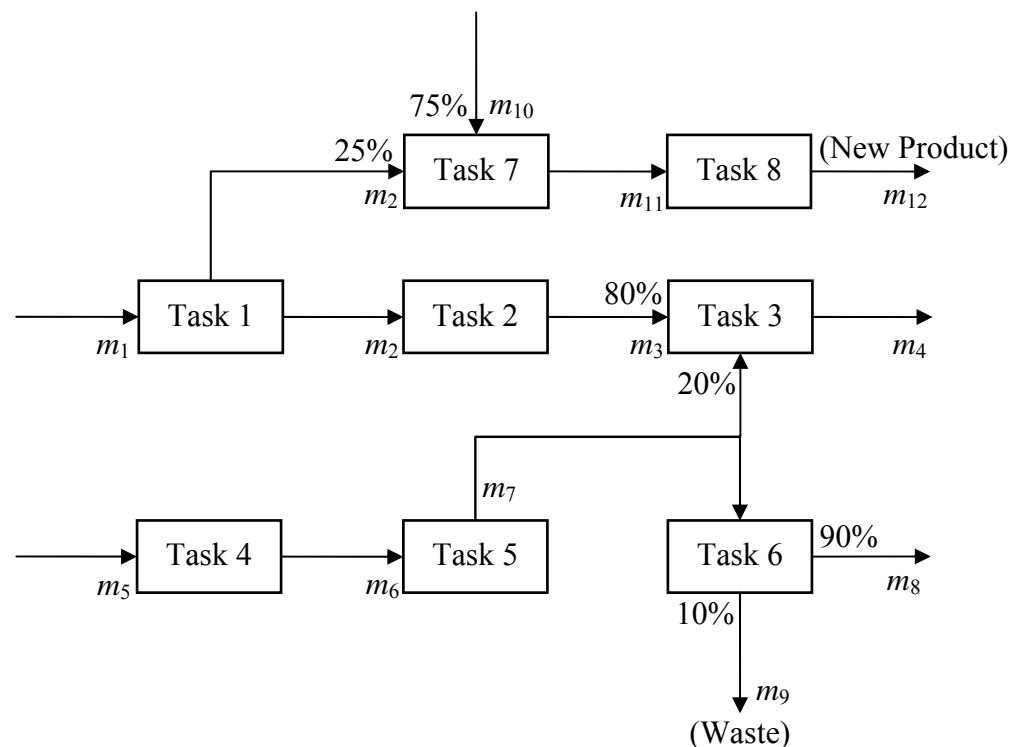 75% m10
25% Task 7 Task 8 (New Product)
m2 m11 m12
80%
Task 1 Task 2 Task 3
m1 m2 m3 m4
20%
m7
Task 4 Task 5 Task 6 90%
m5 m6 m8
10%
m9
(Waste)